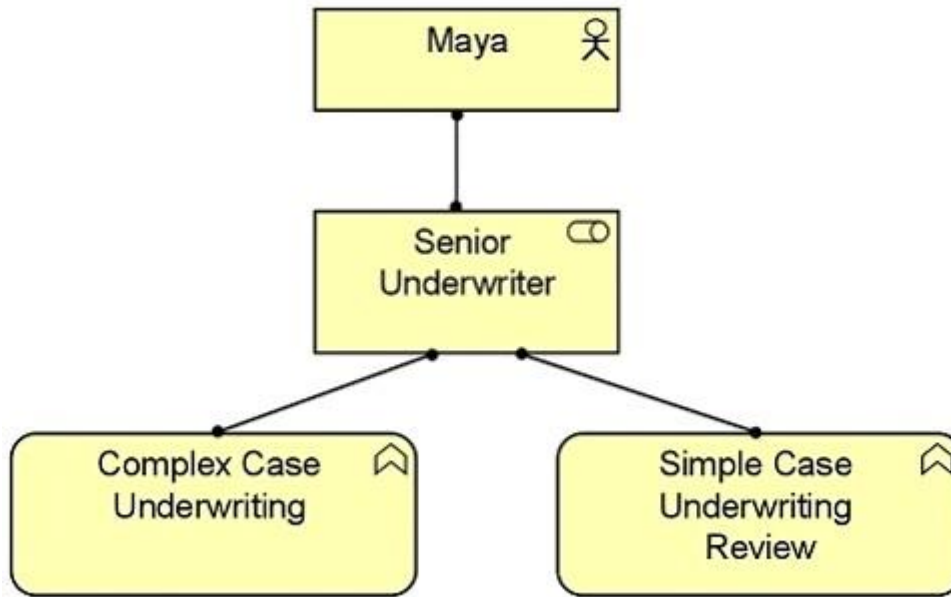 Maya
Senior
Underwriter
Complex Case
Underwriting
Simple Case
Underwriting
Review